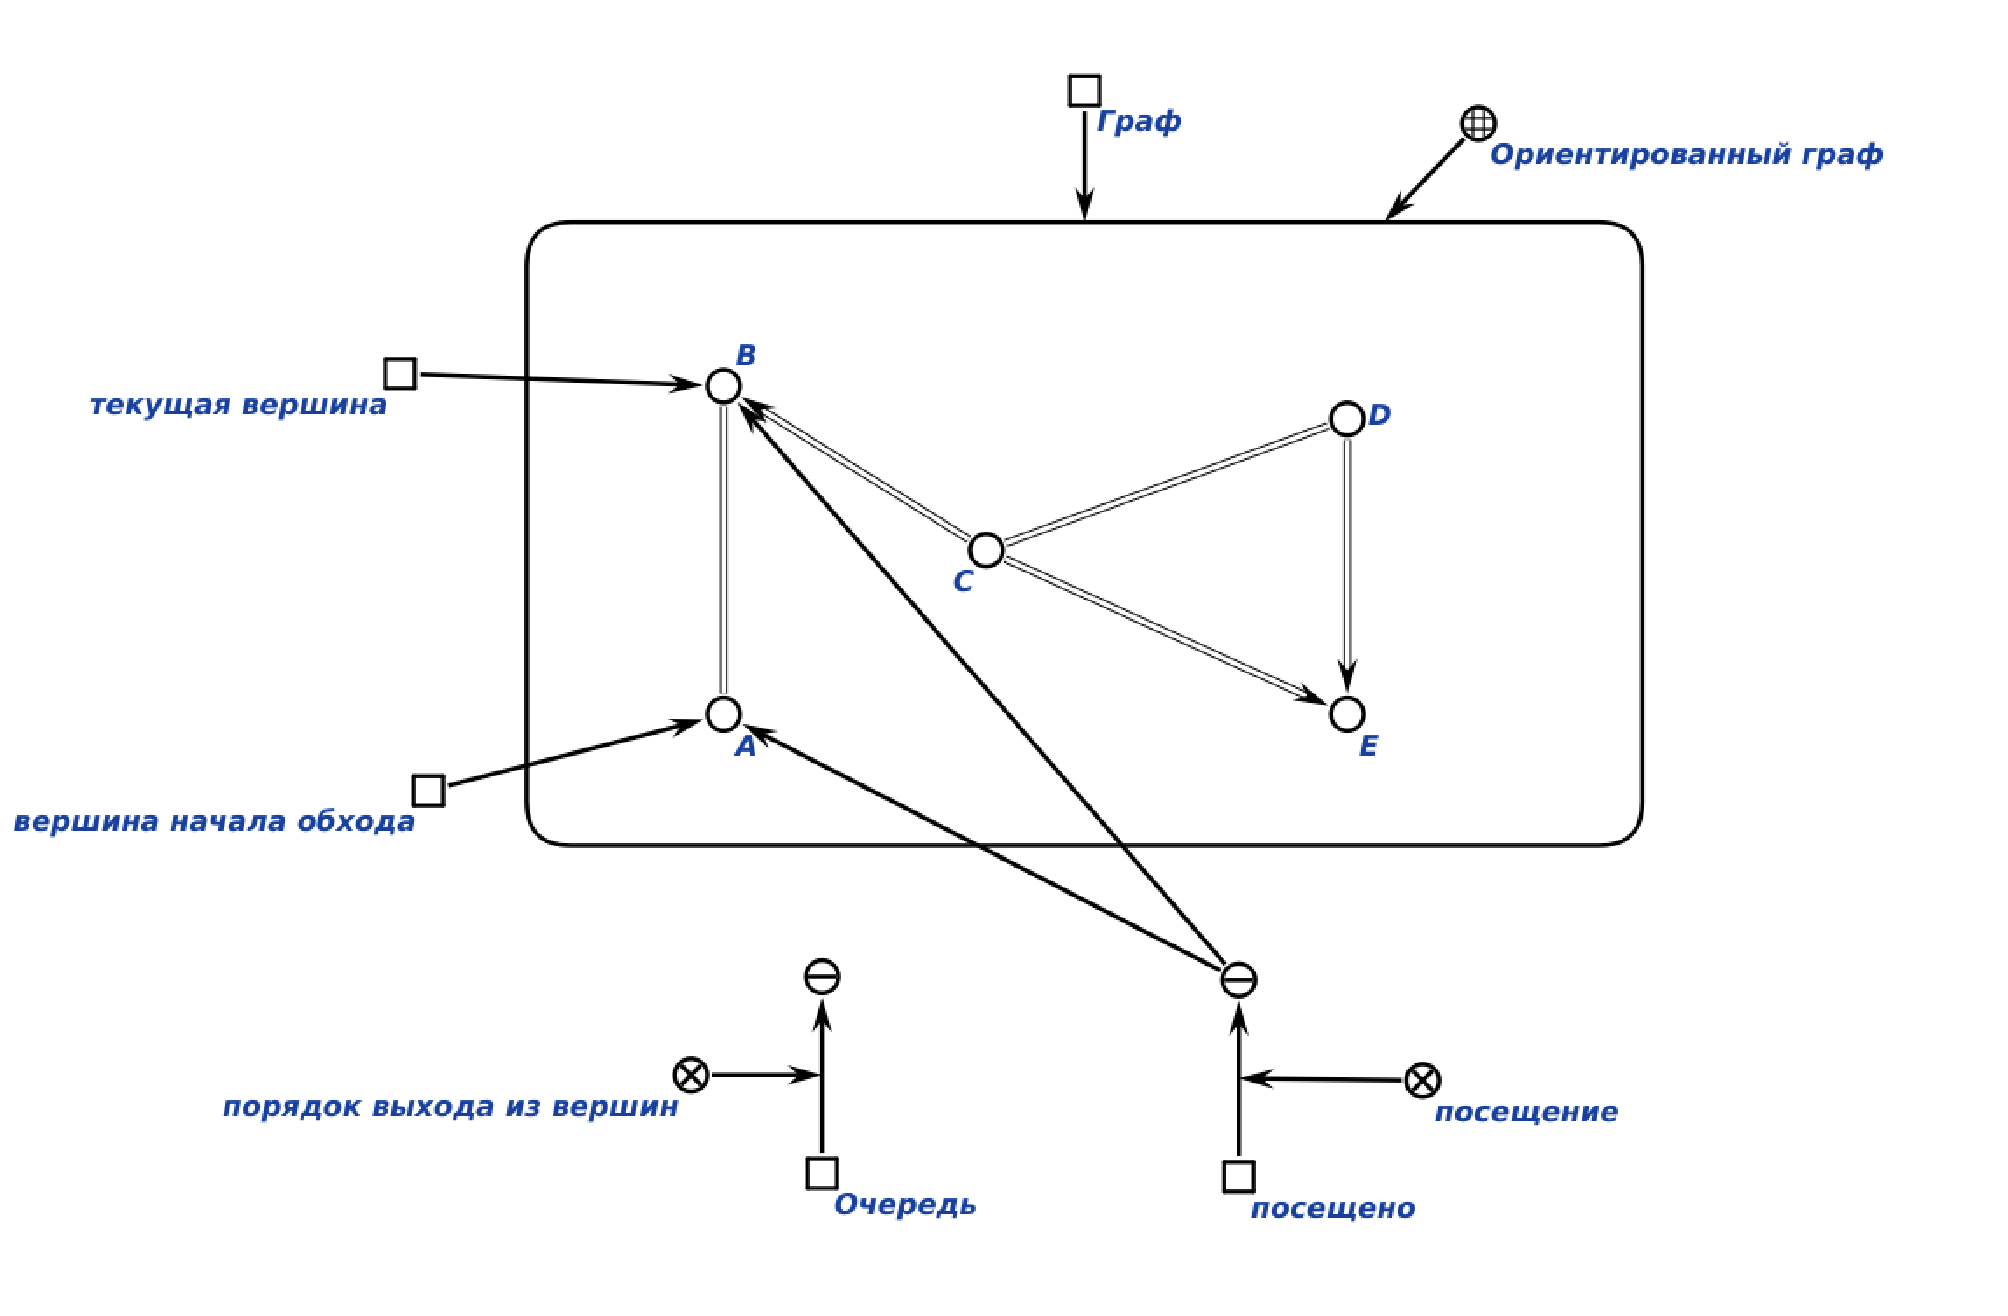 Граф
Ориентированный граф
B
текущая вершина
D
C
A
E
вершина начала обхода
порядок выхода из вершин
посещение
Очередь
посещено